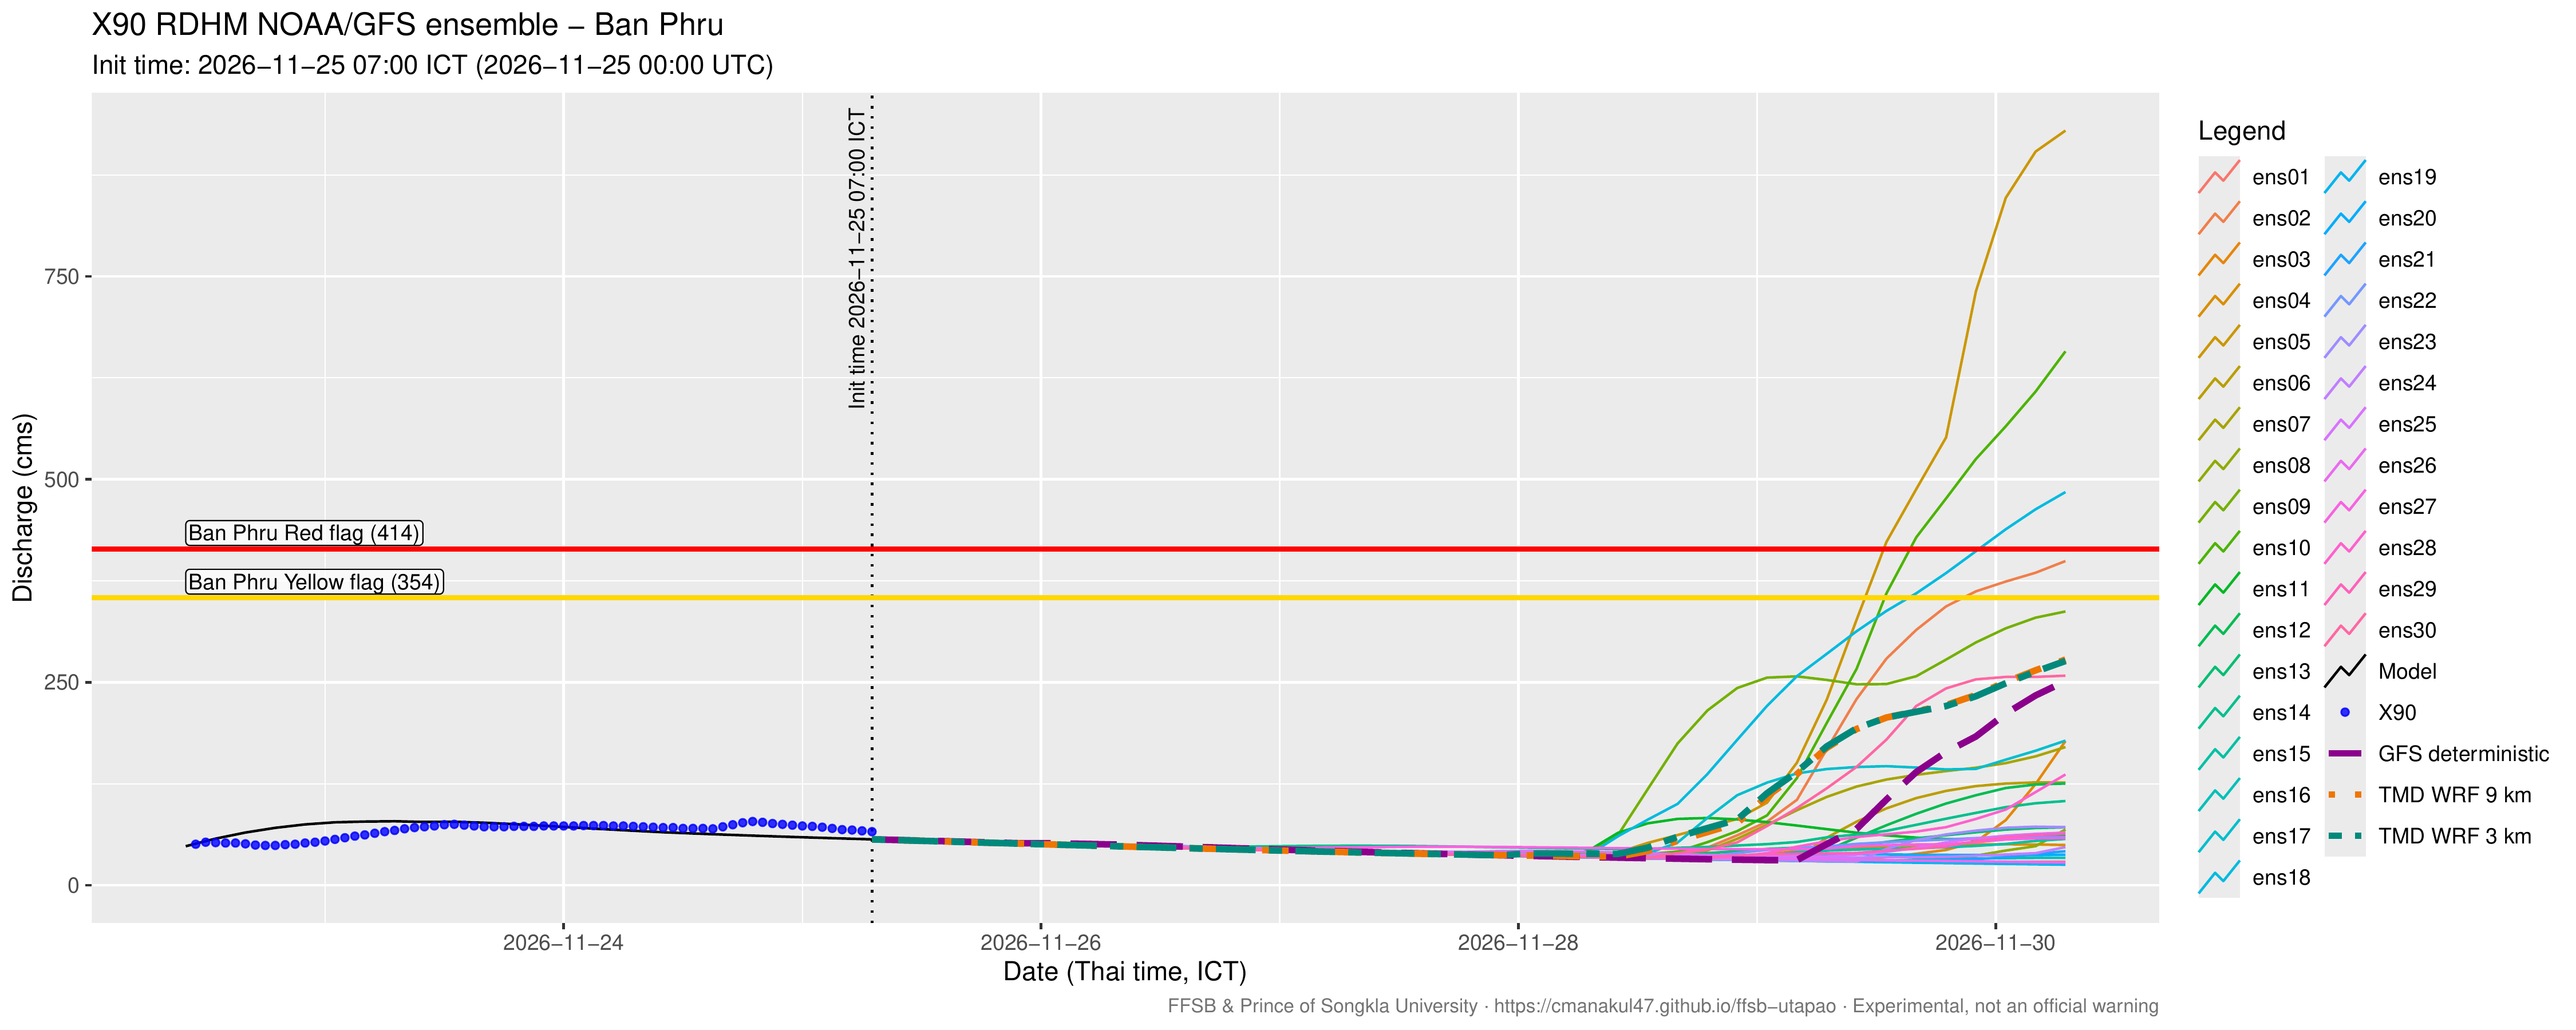 X90 RDHM NOAA/GFS ensemble – Ban Phru
Init time: 2026–11–25 07:00 ICT (2026–11–25 00:00 UTC)
Discharge (cms)
750
500
250
0
Init time 2026–11–25 07:00 ICT
Ban Phru Red flag (414)
Ban Phru Yellow flag (354)
2026–11–24
2026–11–26
2026–11–28
2026–11–30
Date (Thai time, ICT)
Legend
ens01
ens02
ens03
ens04
ens05
ens06
ens07
ens08
ens09
ens10
ens11
ens12
ens13
ens14
ens15
ens16
ens17
ens18
ens19
ens20
ens21
ens22
ens23
ens24
ens25
ens26
ens27
ens28
ens29
ens30
Model
X90
GFS deterministic
TMD WRF 9 km
TMD WRF 3 km
FFSB & Prince of Songkla University · https://cmanakul47.github.io/ffsb–utapao · Experimental, not an official warning